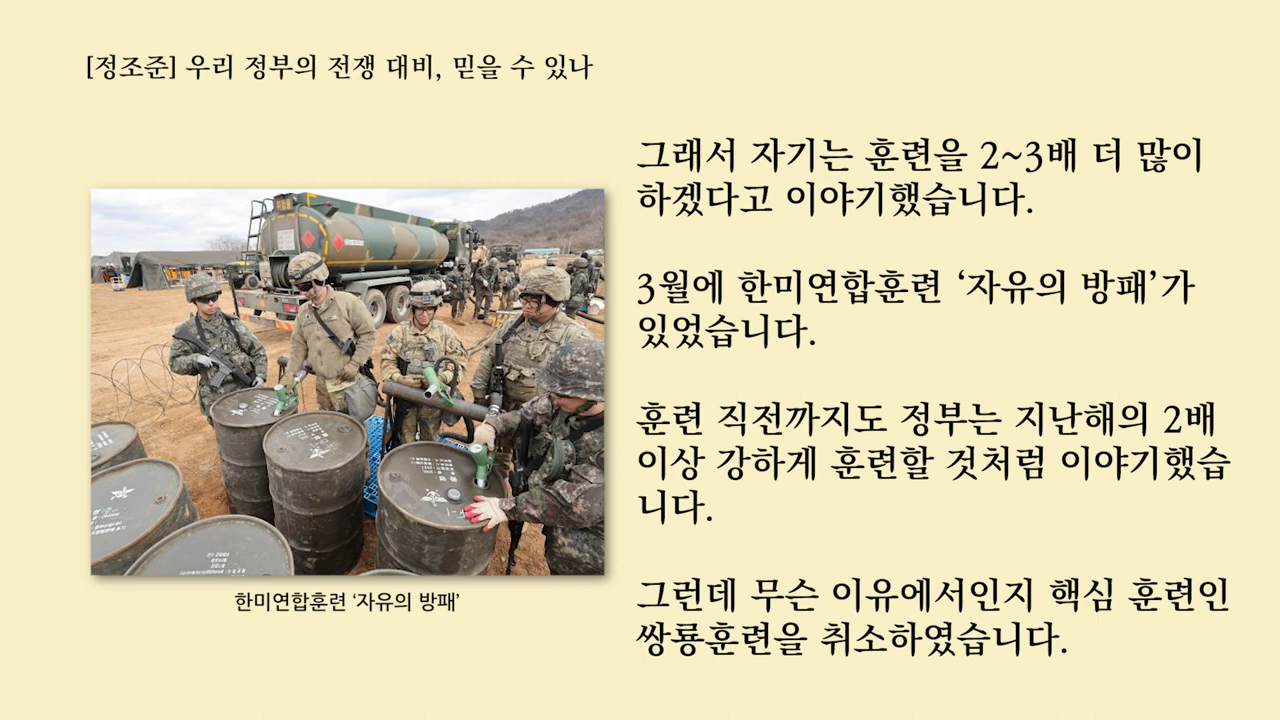 [정조준] 우리 정부의 전쟁 대비, 믿을 수 있나
그래서 자기는 훈련을 2~3배 더 많이
하겠다고 이야기했습니다.
3월에 한미연합훈련 ‘자유의 방패’가
있었습니다.
훈련 직전까지도 정부는 지난해의 2배
이상 강하게 훈련할 것처럼 이야기했습
니다.
그런데 무슨 이유에서인지 핵심 훈련인
쌍룡훈련을 취소하였습니다.
한미연합훈련 ‘자유의 방패’